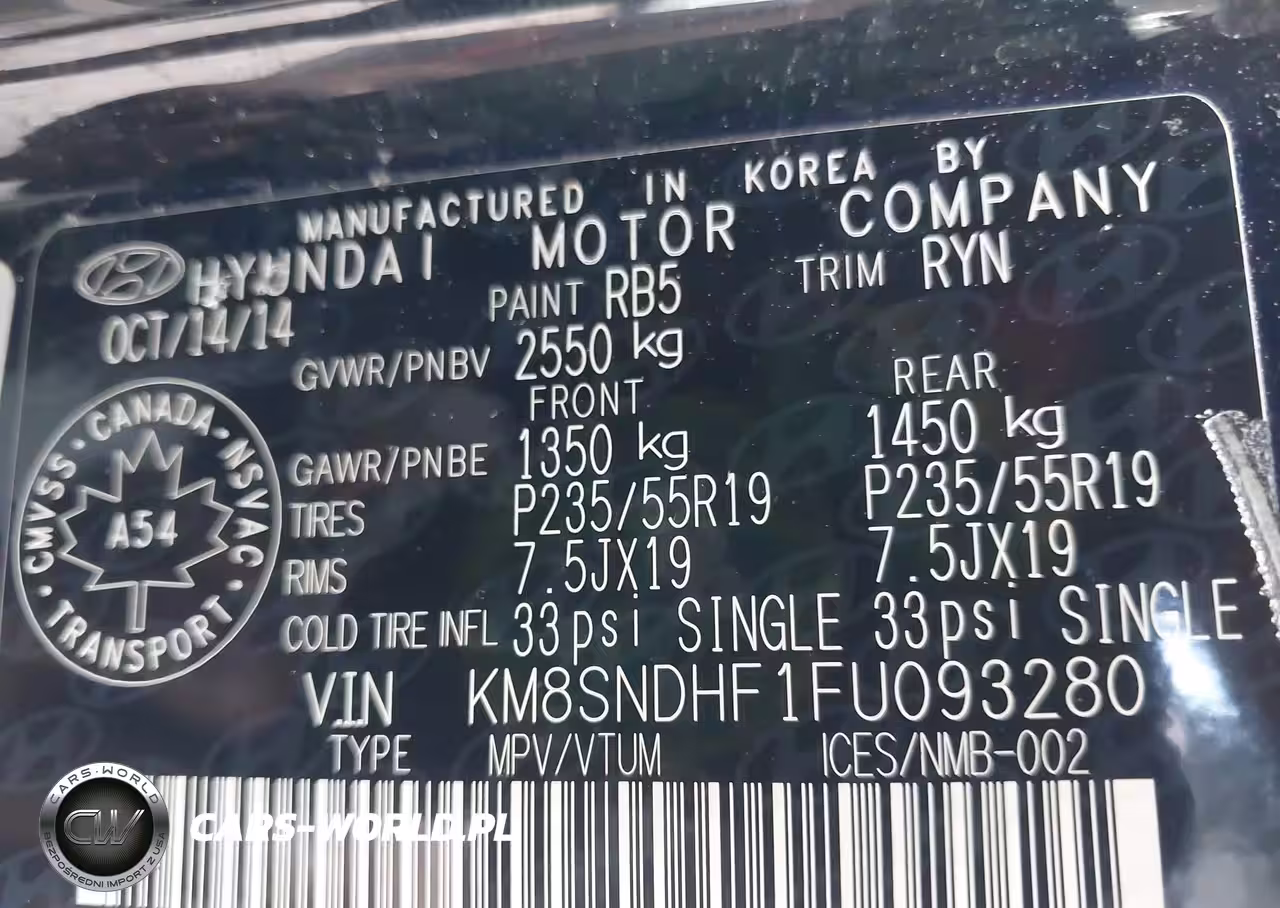 MANUFACTURED IN KOREA BY
HYUNDAI MOTOR COMPANY
OCT/14/14 PAINT RB5 TRIM RYN
GVWR/PNBV 2550 kg
FRONT REAR
GAWR/PNBE 1350 kg 1450 kg
TIRES P235/55R19 P235/55R19
RIMS 7.5JX19 7.5JX19
COLD TIRE INFL 33psi SINGLE 33psi SINGLE
VIN KM8SNDHF1FU093280
TYPE MPV/VTUM ICES/NMB-002
CANADA · NSVAC · TRANSPORT · CMVSS ·
A54
CARS-WORLD
CW
BEZPOŚREDNI IMPORT Z USA
CARS-WORLD.PL